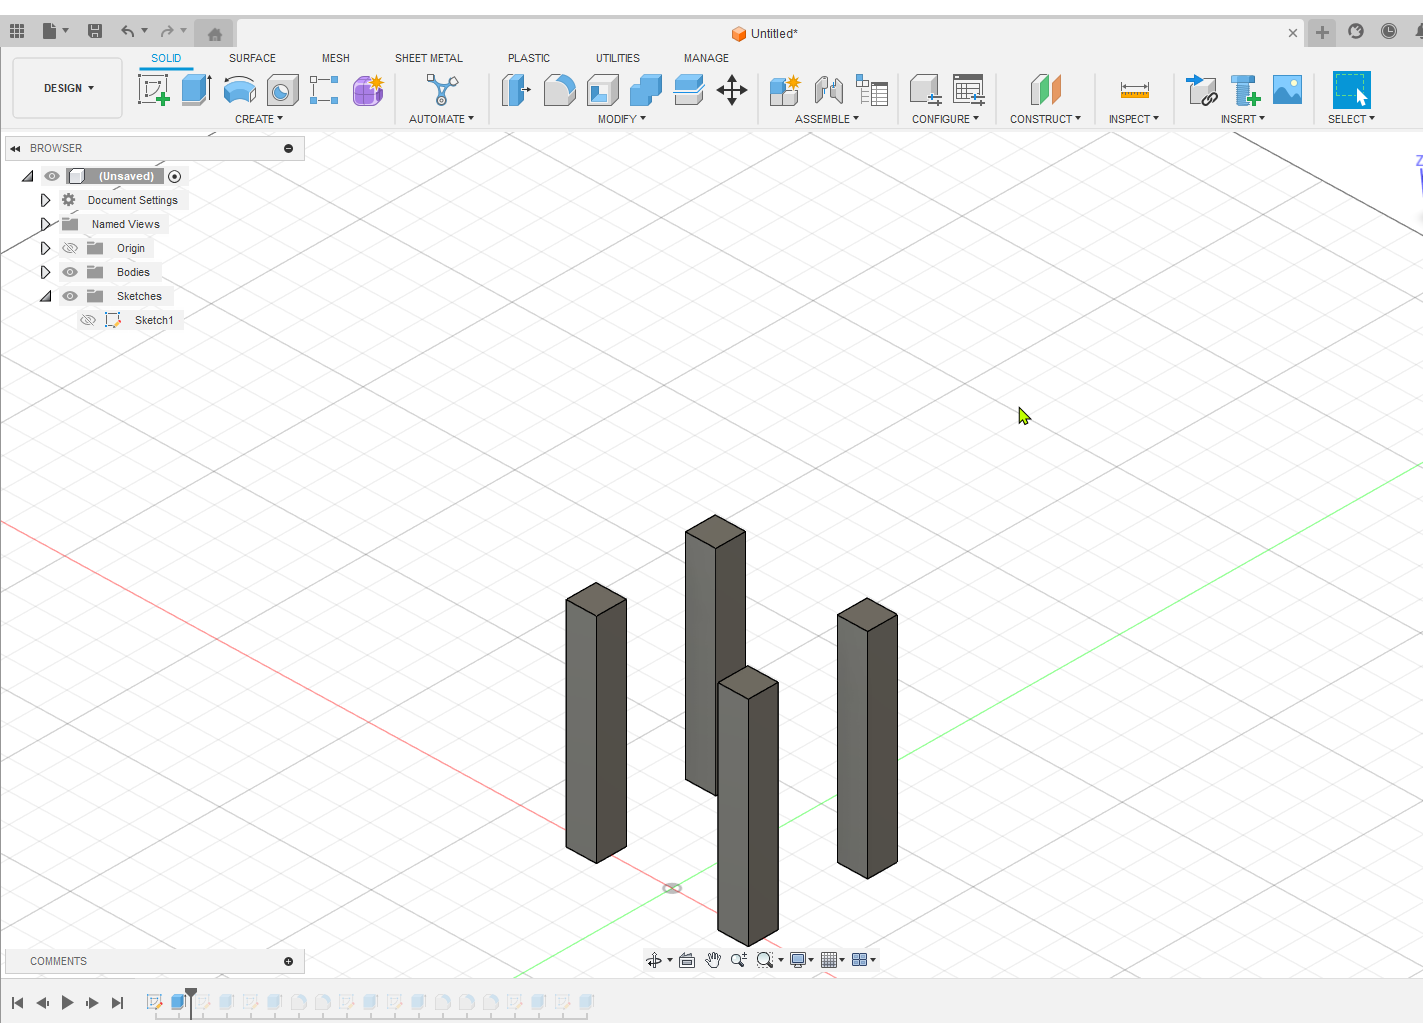 Untitled*
SOLID SURFACE MESH SHEET METAL PLASTIC UTILITIES MANAGE
DESIGN
CREATE AUTOMATE MODIFY ASSEMBLE CONFIGURE CONSTRUCT INSPECT INSERT SELECT
BROWSER
(Unsaved)
Document Settings
Named Views
Origin
Bodies
Sketches
Sketch1
Z
COMMENTS